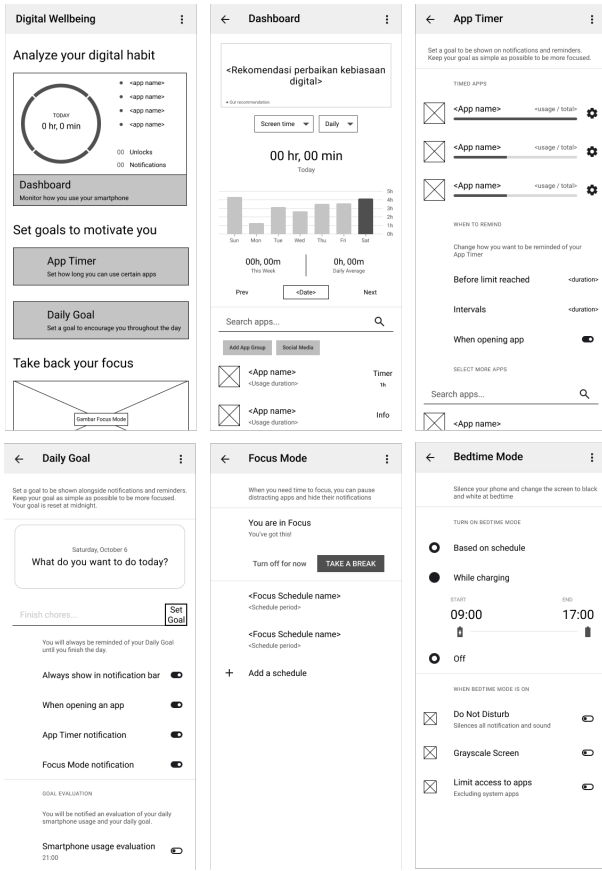 Digital Wellbeing
Analyze your digital habit
TODAY
0 hr, 0 min
<app name>
<app name>
<app name>
<app name>
00 Unlocks
00 Notifications
Dashboard
Monitor how you use your smartphone
Set goals to motivate you
App Timer
Set how long you can use certain apps
Daily Goal
Set a goal to encourage you throughout the day
Take back your focus
Gambar Focus Mode
Dashboard
<Rekomendasi perbaikan kebiasaan
digital>
Our recommendation
Screen time
Daily
00 hr, 00 min
Today
5h
4h
3h
2h
1h
0h
Sun Mon Tue Wed Thu Fri Sat
00h, 00m
This Week
0h, 00m
Daily Average
Prev
<Date>
Next
Search apps...
Add App Group
Social Media
<App name>
<Usage duration>
Timer
1h
<App name>
<Usage duration>
Info
App Timer
Set a goal to be shown on notifications and reminders.
Keep your goal as simple as possible to be more focused.
TIMED APPS
<App name>
<usage / total>
<App name>
<usage / total>
<App name>
<usage / total>
WHEN TO REMIND
Change how you want to be reminded of your
App Timer
Before limit reached
<duration>
Intervals
<duration>
When opening app
SELECT MORE APPS
Search apps...
<App name>
Daily Goal
Set a goal to be shown alongside notifications and reminders.
Keep your goal as simple as possible to be more focused.
Your goal is reset at midnight.
Saturday, October 6
What do you want to do today?
Finish chores...
Set
Goal
You will always be reminded of your Daily Goal
until you finish the day.
Always show in notification bar
When opening an app
App Timer notification
Focus Mode notification
GOAL EVALUATION
You will be notified an evaluation of your daily
smartphone usage and your daily goal.
Smartphone usage evaluation
21:00
Focus Mode
When you need time to focus, you can pause
distracting apps and hide their notifications
You are in Focus
You've got this!
Turn off for now
TAKE A BREAK
<Focus Schedule name>
<Schedule period>
<Focus Schedule name>
<Schedule period>
Add a schedule
Bedtime Mode
Silence your phone and change the screen to black
and white at bedtime
TURN ON BEDTIME MODE
Based on schedule
While charging
START
09:00
END
17:00
Off
WHEN BEDTIME MODE IS ON
Do Not Disturb
Silences all notification and sound
Grayscale Screen
Limit access to apps
Excluding system apps